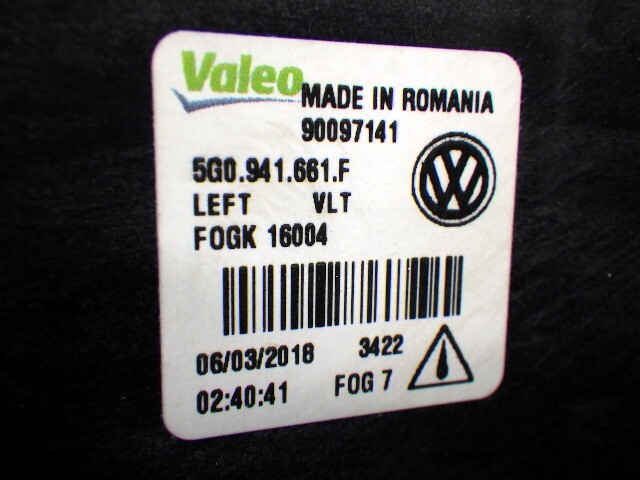 Valeo MADE IN ROMANIA
90097141
5G0.941.661.F
LEFT VLT
FOGK 16004
06/03/2018 3422
02:40:41 FOG 7